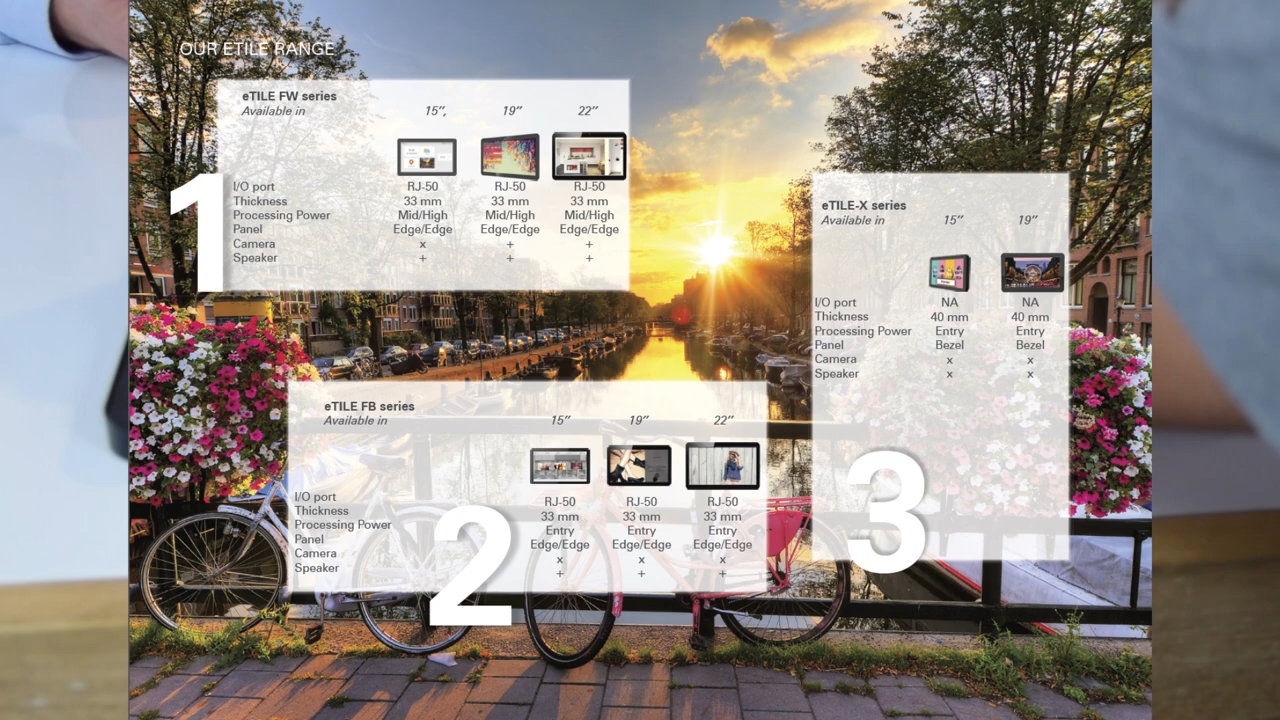 OUR ETILE RANGE
eTILE FW series
Available in 15’’, 19’’ 22’’
I/O port RJ-50 RJ-50 RJ-50
Thickness 33 mm 33 mm 33 mm
Processing Power Mid/High Mid/High Mid/High
Panel Edge/Edge Edge/Edge Edge/Edge
Camera x + +
Speaker + + +
1
eTILE FB series
Available in 15’’ 19’’ 22’’
I/O port RJ-50 RJ-50 RJ-50
Thickness 33 mm 33 mm 33 mm
Processing Power Entry Entry Entry
Panel Edge/Edge Edge/Edge Edge/Edge
Camera x x x
Speaker + + +
2
eTILE-X series
Available in 15’’ 19’’
I/O port NA NA
Thickness 40 mm 40 mm
Processing Power Entry Entry
Panel Bezel Bezel
Camera x x
Speaker x x
3